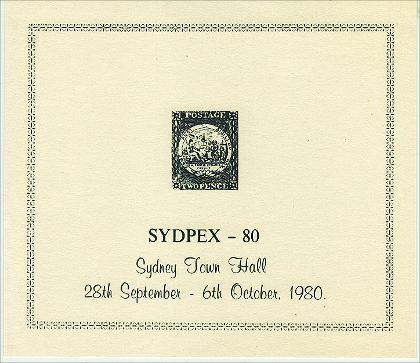 POSTAGE
TWO PENCE
SYDPEX - 80
Sydney Town Hall
28th September - 6th October, 1980.